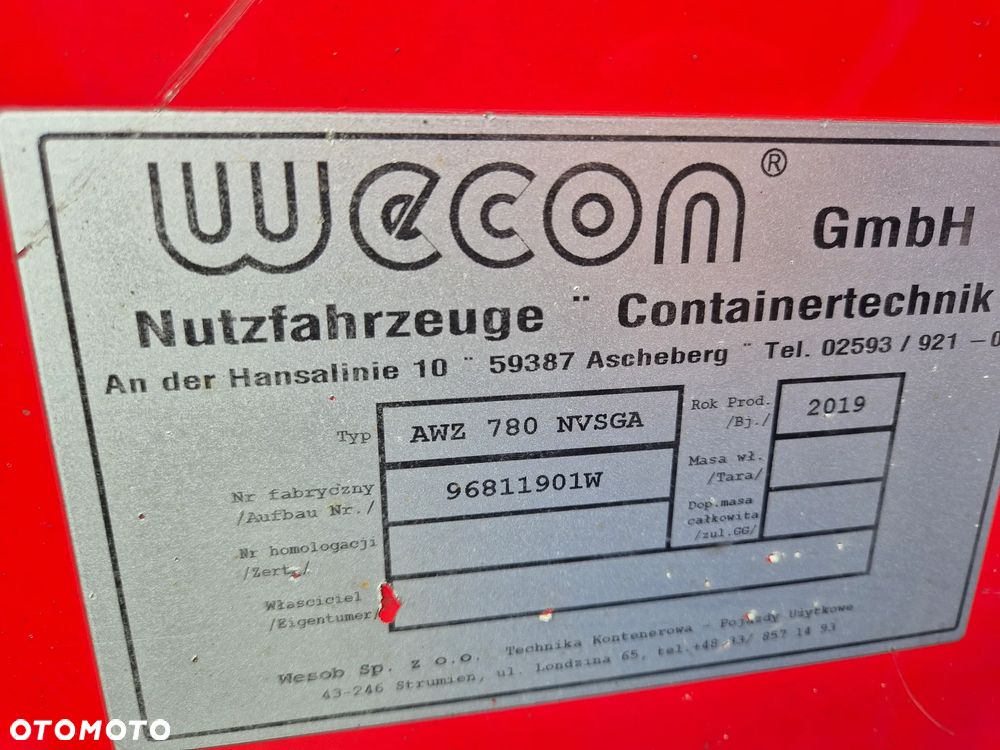 wecon® GmbH
Nutzfahrzeuge ¨ Containertechnik
An der Hansalinie 10 ¨ 59387 Ascheberg ¨ Tel. 02593 / 921 – 0
Typ AWZ 780 NVSGA
Rok Prod. /Bj./ 2019
Nr fabryczny /Aufbau Nr./ 96811901W
Masa wł. /Tara/
Dop.masa całkowita /zul.GG/
Nr homologacji /Zert./
Właściciel /Eigentumer/
Wesob Sp. z o.o. Technika Kontenerowa – Pojazdy Użytkowe
43-246 Strumien, ul. Londzina 65, tel.+48 33/ 857 14 93
OTOMOTO